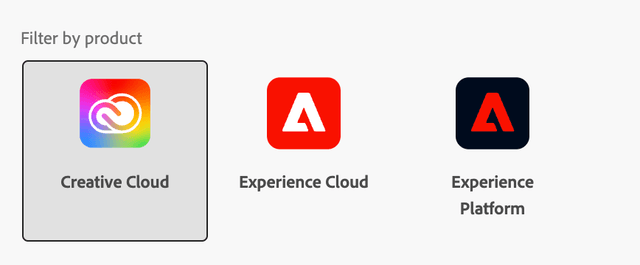 Filter by product
Creative Cloud
Experience Cloud
Experience
Platform